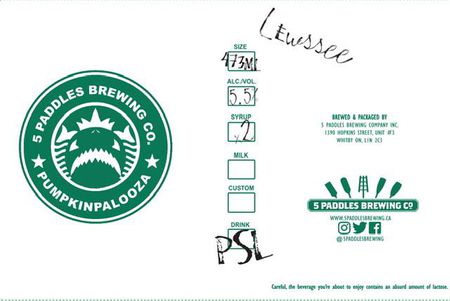 5 PADDLES BREWING CO.
PUMPKINPALOOZA
Lewssee
SIZE
473Ml
ALC./VOL.
5.5%
SYRUP
x2
MILK
CUSTOM
DRINK
PSL
BREWED & PACKAGED BY
5 PADDLES BREWING COMPANY INC.
1390 HOPKINS STREET, UNIT #3
WHITBY ON, L1N 2C3
5 PADDLES BREWING CO
WWW.5PADDLESBREWING.CA
@5PADDLESBREWING
Careful, the beverage you're about to enjoy contains an absurd amount of lactose.